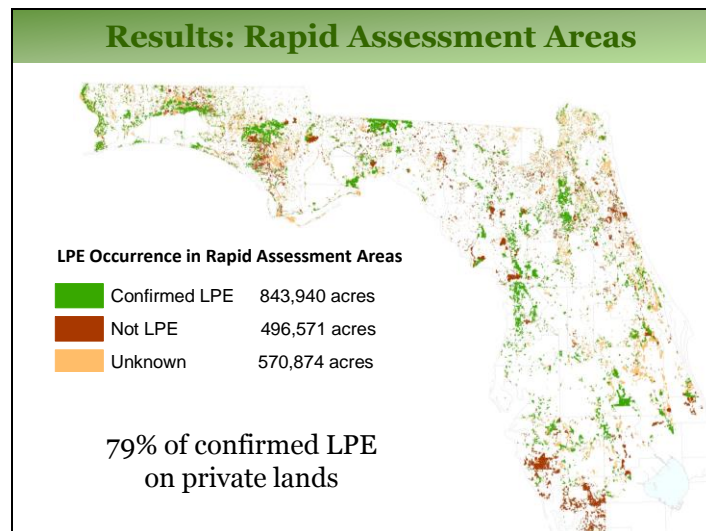 Results: Rapid Assessment Areas
LPE Occurrence in Rapid Assessment Areas
Confirmed LPE 843,940 acres
Not LPE 496,571 acres
Unknown 570,874 acres
79% of confirmed LPE
on private lands